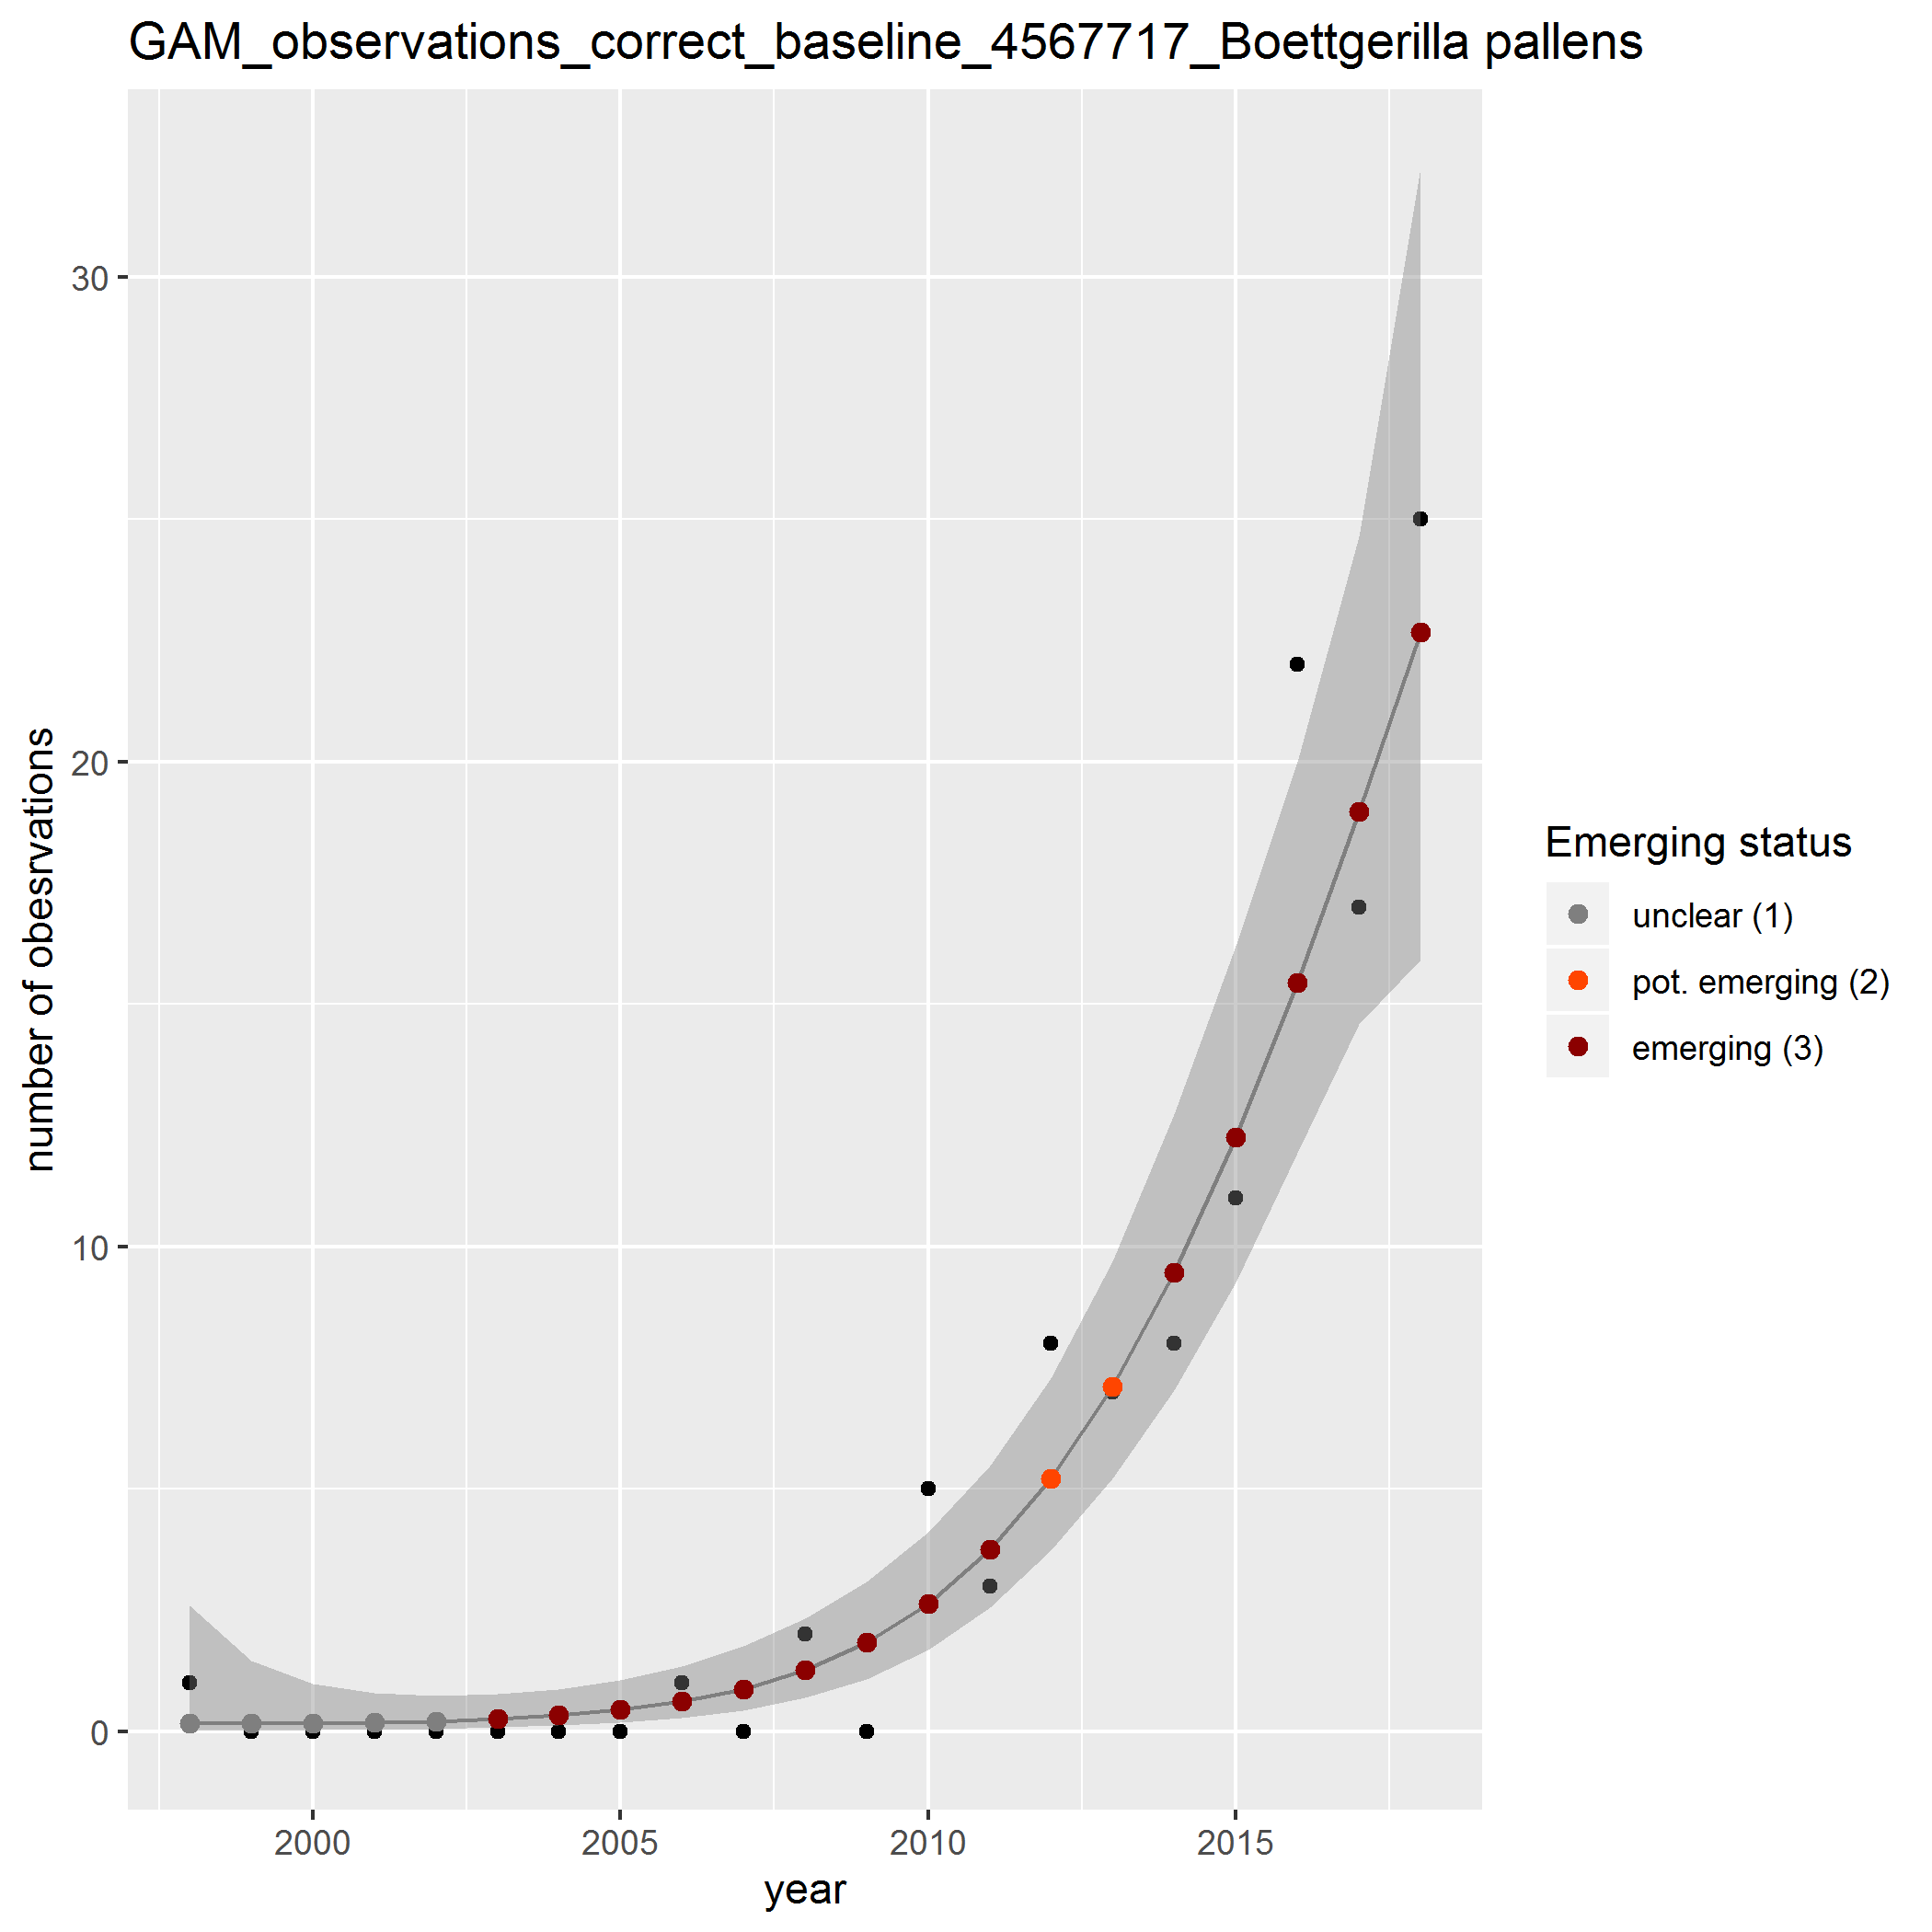 GAM_observations_correct_baseline_4567717_Boettgerilla pallens
number of obesrvations
30
20
10
0
2000
2005
2010
2015
year
Emerging status
unclear (1)
pot. emerging (2)
emerging (3)